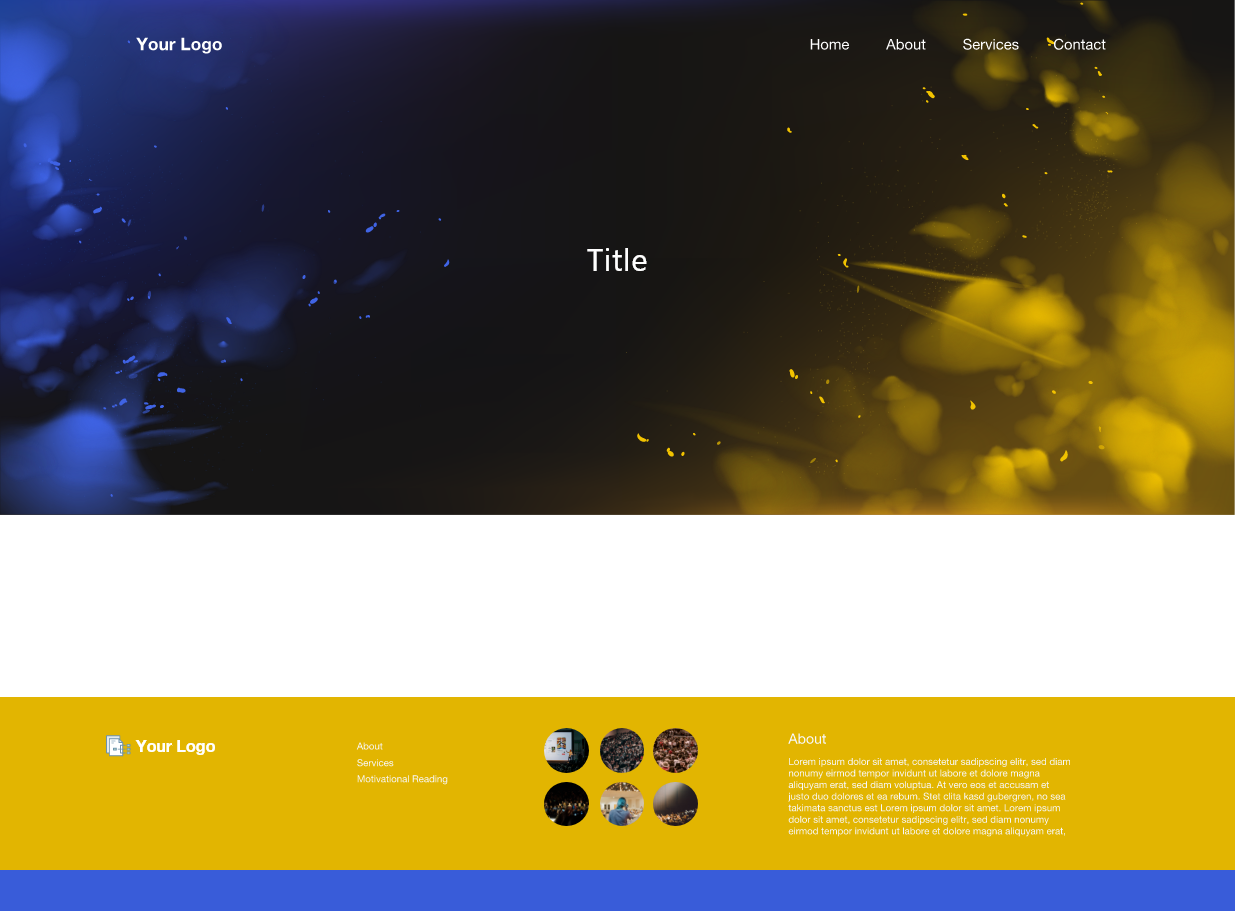 Your Logo
Home About Services Contact
Title
Your Logo
About
Services
Motivational Reading
About
Lorem ipsum dolor sit amet, consetetur sadipscing elitr, sed diam
nonumy eirmod tempor invidunt ut labore et dolore magna
aliquyam erat, sed diam voluptua. At vero eos et accusam et
justo duo dolores et ea rebum. Stet clita kasd gubergren, no sea
takimata sanctus est Lorem ipsum dolor sit amet. Lorem ipsum
dolor sit amet, consetetur sadipscing elitr, sed diam nonumy
eirmod tempor invidunt ut labore et dolore magna aliquyam erat,